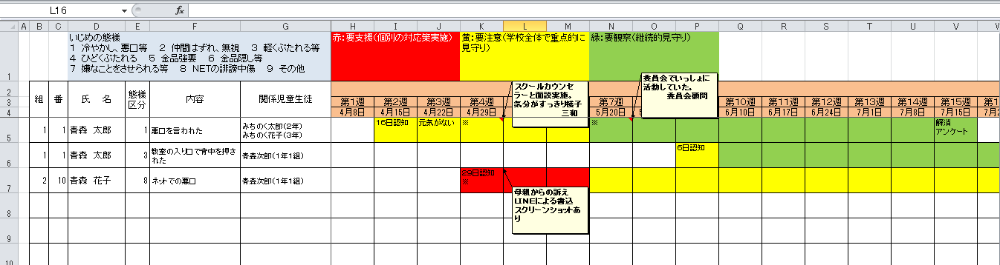 L16
fx
A B C D E F G H I J K L M N O P Q R S T U V W
1
いじめの態様
1 冷やかし、悪口等 2 仲間はずれ、無視 3 軽くぶたれる等
4 ひどくぶたれる 5 金品強要 6 金品隠し等
7 嫌なことをさせられる等 8 NETの誹謗中傷 9 その他
赤:要支援(個別の対応策実施)
黄:要注意(学校全体で重点的に
見守り)
緑:要観察(継続的見守り)
2
3
4
組 番 氏 名 態様
区分 内容 関係児童生徒
第1週 第2週 第3週 第4週 第7週 第10週 第11週 第12週 第13週 第14週 第15週
4月8日 4月15日 4月22日 4月29日 5月20日 6月10日 6月17日 6月24日 7月1日 7月8日 7月15日
スクールカウンセ
ラーと面談実施。
気分がすっきり様子
三和
委員会でいっしょに
活動していた。
委員会顧問
5
1 1 青森 太郎 1 悪口を言われた
みちのく太郎(2年)
みちのく花子(3年)
16日認知 元気がない ※ ※
解消
アンケート
6
1 1 青森 太郎 3
教室の入り口で背中を押さ
れた
青森次郎(1年1組)
6日認知
7
2 10 青森 花子 8 ネットでの悪口 青森次郎(1年1組)
29日認知
※
母親からの訴え
LINEによる書込
スクリーンショットあ
り
8
9
10